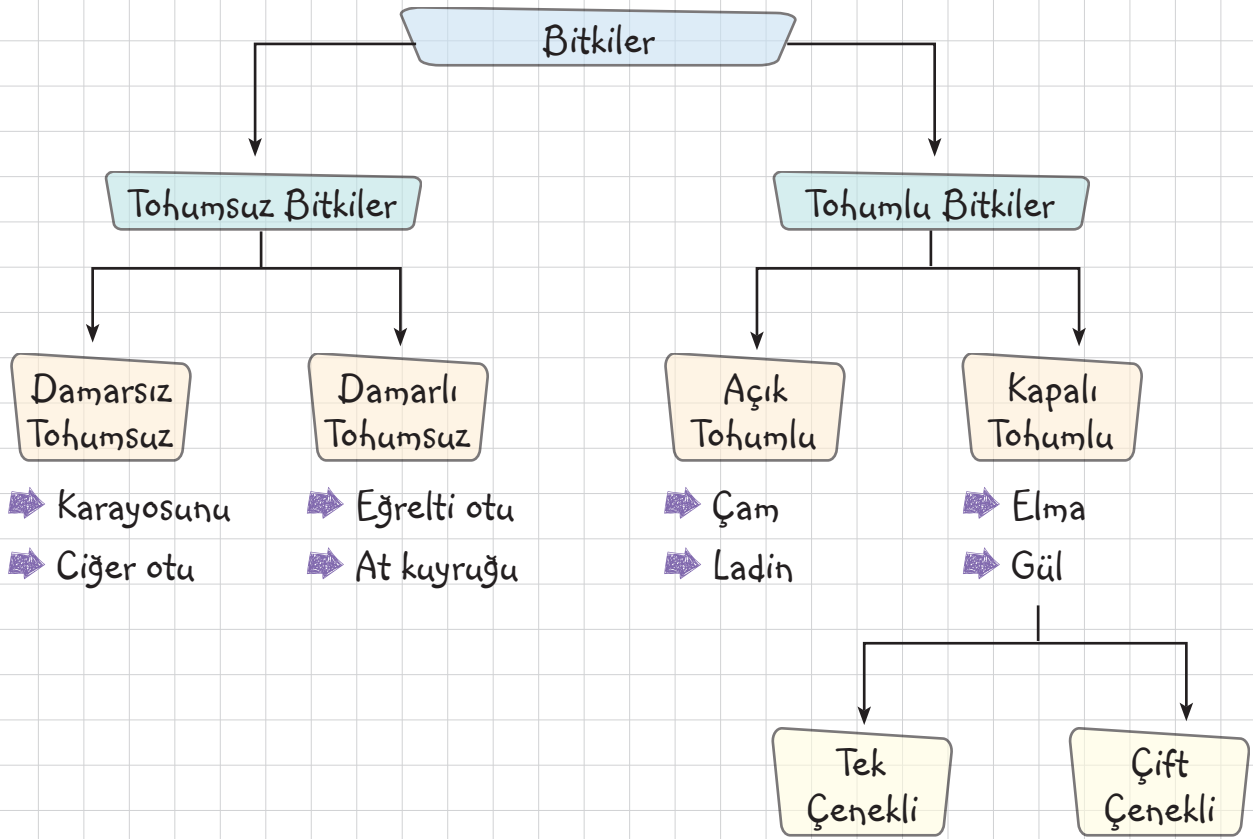 Bitkiler
Tohumsuz Bitkiler
Tohumlu Bitkiler
Damarsız
Tohumsuz
Damarlı
Tohumsuz
Açık
Tohumlu
Kapalı
Tohumlu
Karayosunu
Ciğer otu
Eğrelti otu
At kuyruğu
Çam
Ladin
Elma
Gül
Tek
Çenekli
Çift
Çenekli